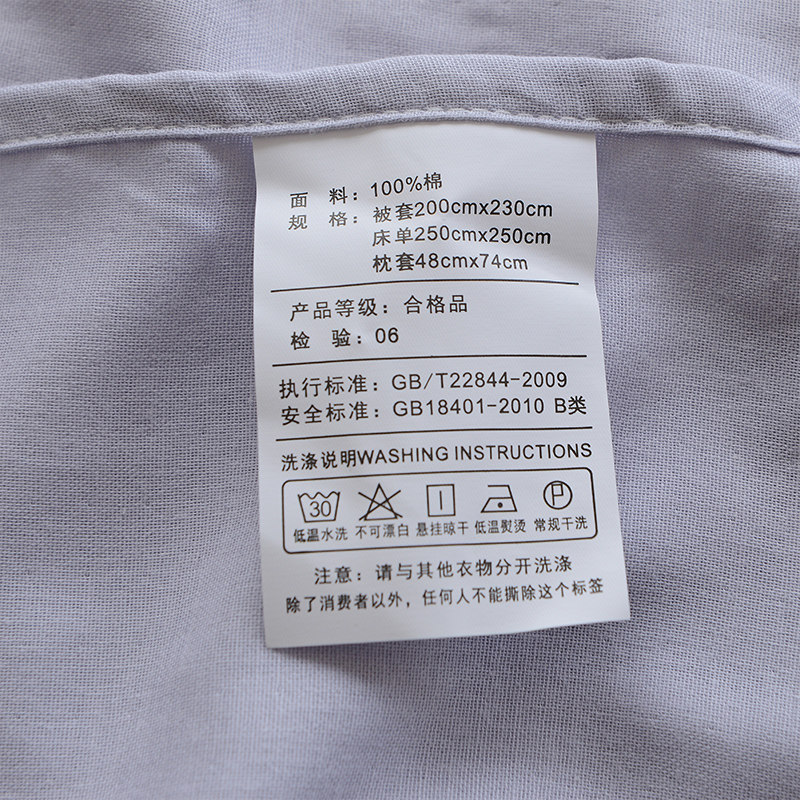 面 料：100%棉
规 格：被套200cmx230cm
床单250cmx250cm
枕套48cmx74cm
产品等级：合格品
检 验：06
执行标准：GB/T22844-2009
安全标准：GB18401-2010 B类
洗涤说明WASHING INSTRUCTIONS
30 P
低温水洗 不可漂白 悬挂晾干 低温熨烫 常规干洗
注意：请与其他衣物分开洗涤
除了消费者以外，任何人不能撕除这个标签